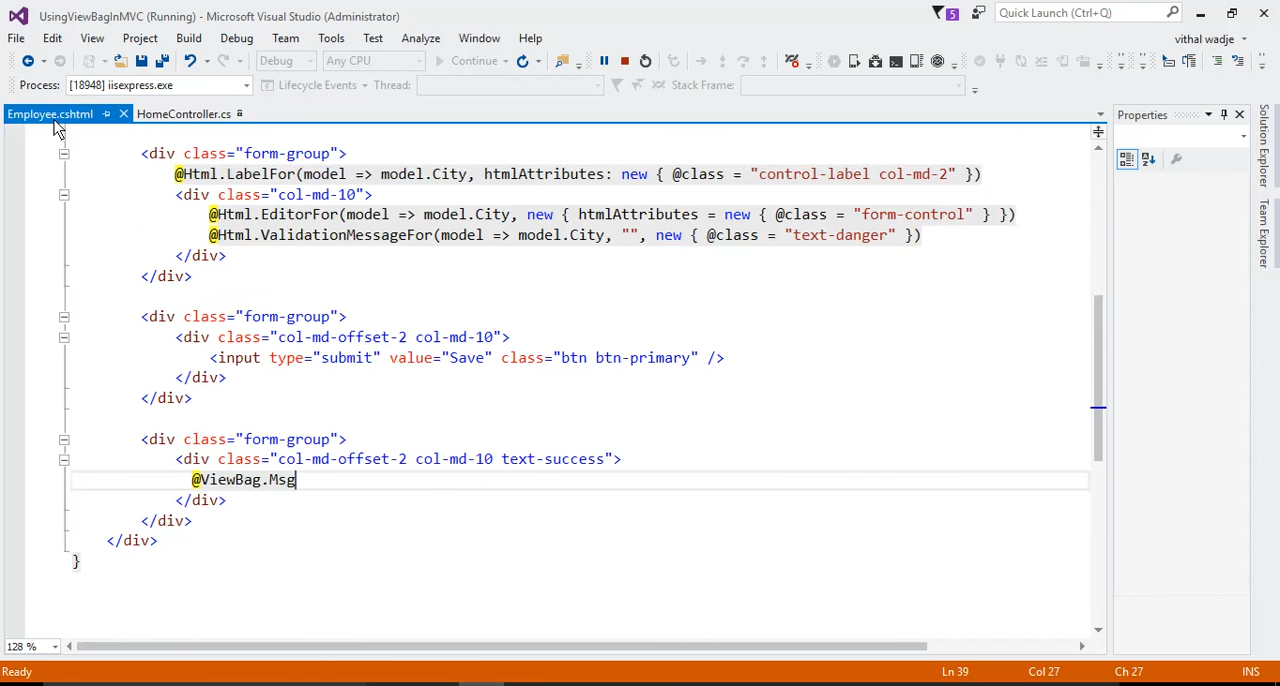 UsingViewBagInMVC (Running) - Microsoft Visual Studio (Administrator)
5
Quick Launch (Ctrl+Q)
File Edit View Project Build Debug Team Tools Test Analyze Window Help
vithal wadje
Debug Any CPU Continue
Process: [18948] iisexpress.exe Lifecycle Events Thread: Stack Frame:
Employee.cshtml HomeController.cs
Properties
Solution Explorer
Team Explorer
<div class="form-group">
@Html.LabelFor(model => model.City, htmlAttributes: new { @class = "control-label col-md-2" })
<div class="col-md-10">
@Html.EditorFor(model => model.City, new { htmlAttributes = new { @class = "form-control" } })
@Html.ValidationMessageFor(model => model.City, "", new { @class = "text-danger" })
</div>
</div>
<div class="form-group">
<div class="col-md-offset-2 col-md-10">
<input type="submit" value="Save" class="btn btn-primary" />
</div>
</div>
<div class="form-group">
<div class="col-md-offset-2 col-md-10 text-success">
@ViewBag.Msg
</div>
</div>
</div>
}
128 %
Ready Ln 39 Col 27 Ch 27 INS